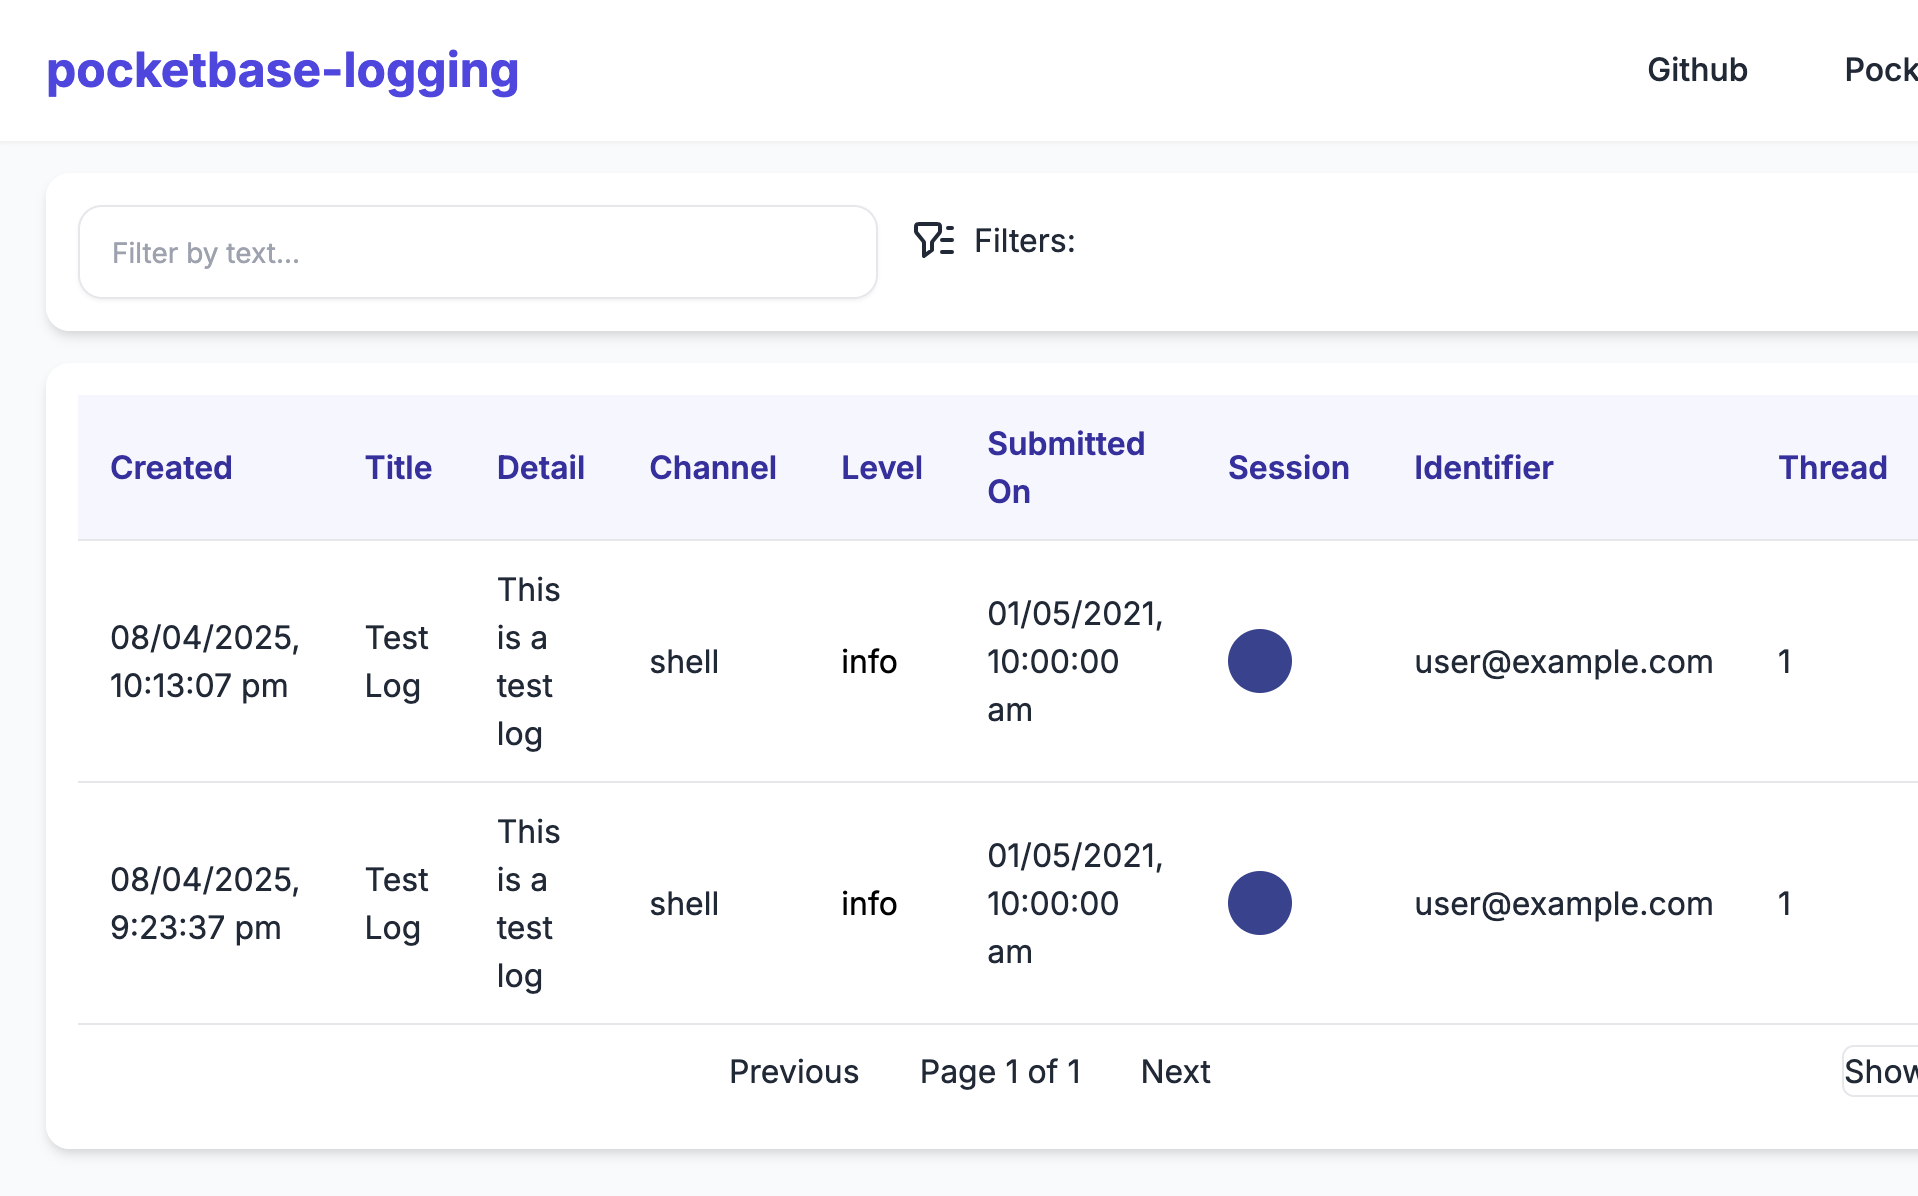 pocketbase-logging
Github Pock
Filter by text...
Filters:
Created Title Detail Channel Level Submitted On Session Identifier Thread
08/04/2025, 10:13:07 pm Test Log This is a test log shell info 01/05/2021, 10:00:00 am user@example.com 1
08/04/2025, 9:23:37 pm Test Log This is a test log shell info 01/05/2021, 10:00:00 am user@example.com 1
Previous Page 1 of 1 Next Show